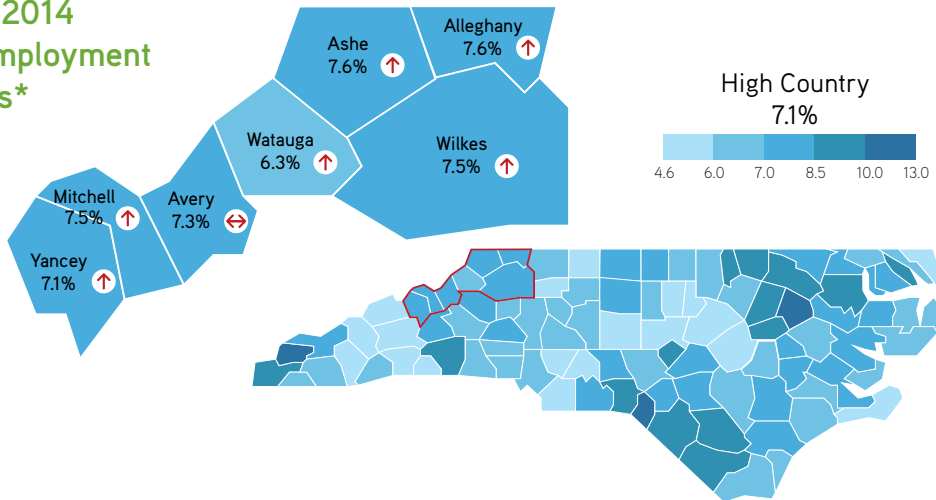 2014
mployment
s*
Ashe
7.6%
Alleghany
7.6%
Watauga
6.3%
Wilkes
7.5%
Mitchell
7.5%
Avery
7.3%
Yancey
7.1%
High Country
7.1%
4.6 6.0 7.0 8.5 10.0 13.0